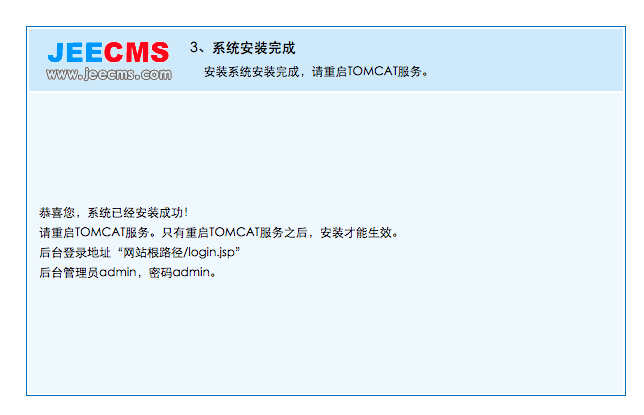 JEECMS
www.jeecms.com
3、系统安装完成
安装系统安装完成，请重启TOMCAT服务。
恭喜您，系统已经安装成功！
请重启TOMCAT服务。只有重启TOMCAT服务之后，安装才能生效。
后台登录地址“网站根路径/login.jsp”
后台管理员admin，密码admin。